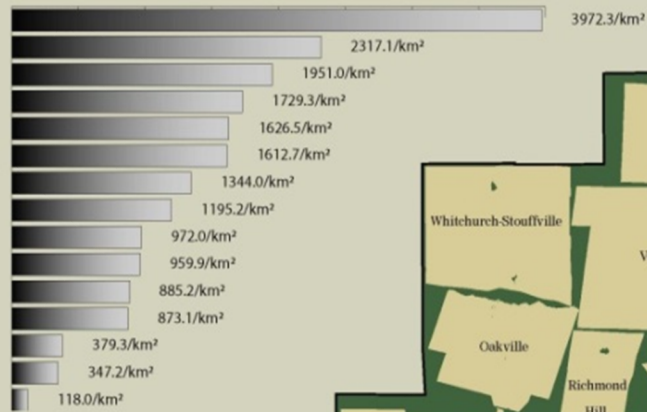 3972.3/km²
2317.1/km²
1951.0/km²
1729.3/km²
1626.5/km²
1612.7/km²
1344.0/km²
1195.2/km²
972.0/km²
959.9/km²
885.2/km²
873.1/km²
379.3/km²
347.2/km²
118.0/km²
Whitchurch-Stouffville
V
Oakville
Richmond
Hill